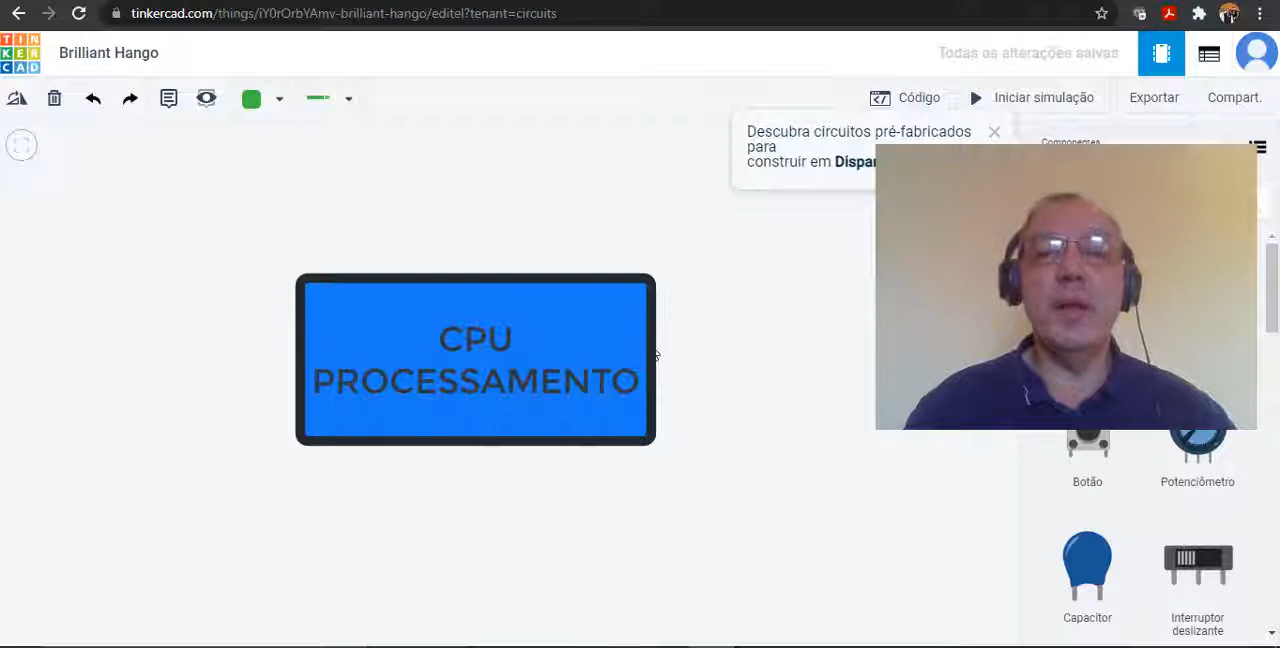 tinkercad.com/things/iY0rOrbYAmv-brilliant-hango/editel?tenant=circuits
TIN
KER
CAD
Brilliant Hango
Todas as alterações salvas
Código
Iniciar simulação
Exportar
Compart.
Descubra circuitos pré-fabricados
para
construir em Dispar
Componentes
CPU
PROCESSAMENTO
Botão
Potenciômetro
Capacitor
Interruptor
deslizante